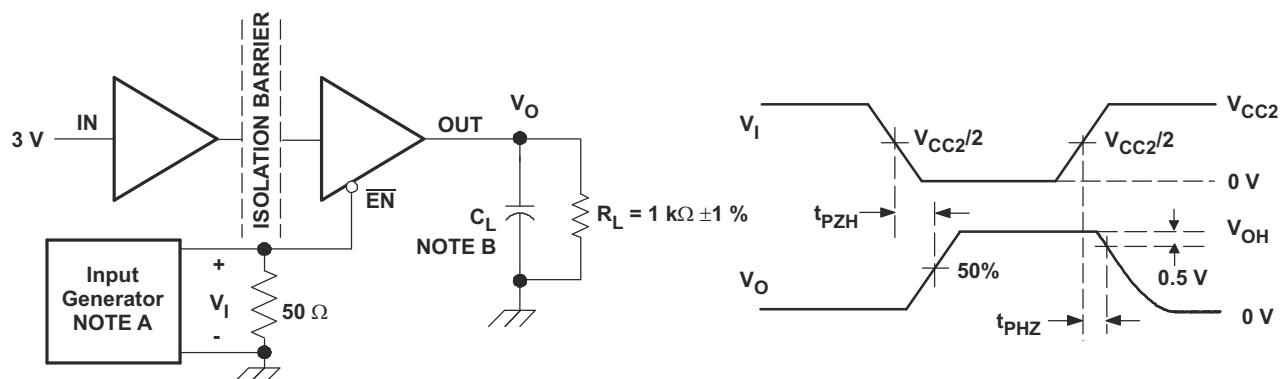 3 V
IN
ISOLATION BARRIER
OUT
EN
V_O
C_L
NOTE B
R_L = 1 kΩ ±1 %
Input
Generator
NOTE A
+
V_I
-
50 Ω
V_I
V_CC2/2
V_CC2/2
V_CC2
0 V
t_PZH
V_OH
0.5 V
50%
V_O
t_PHZ
0 V